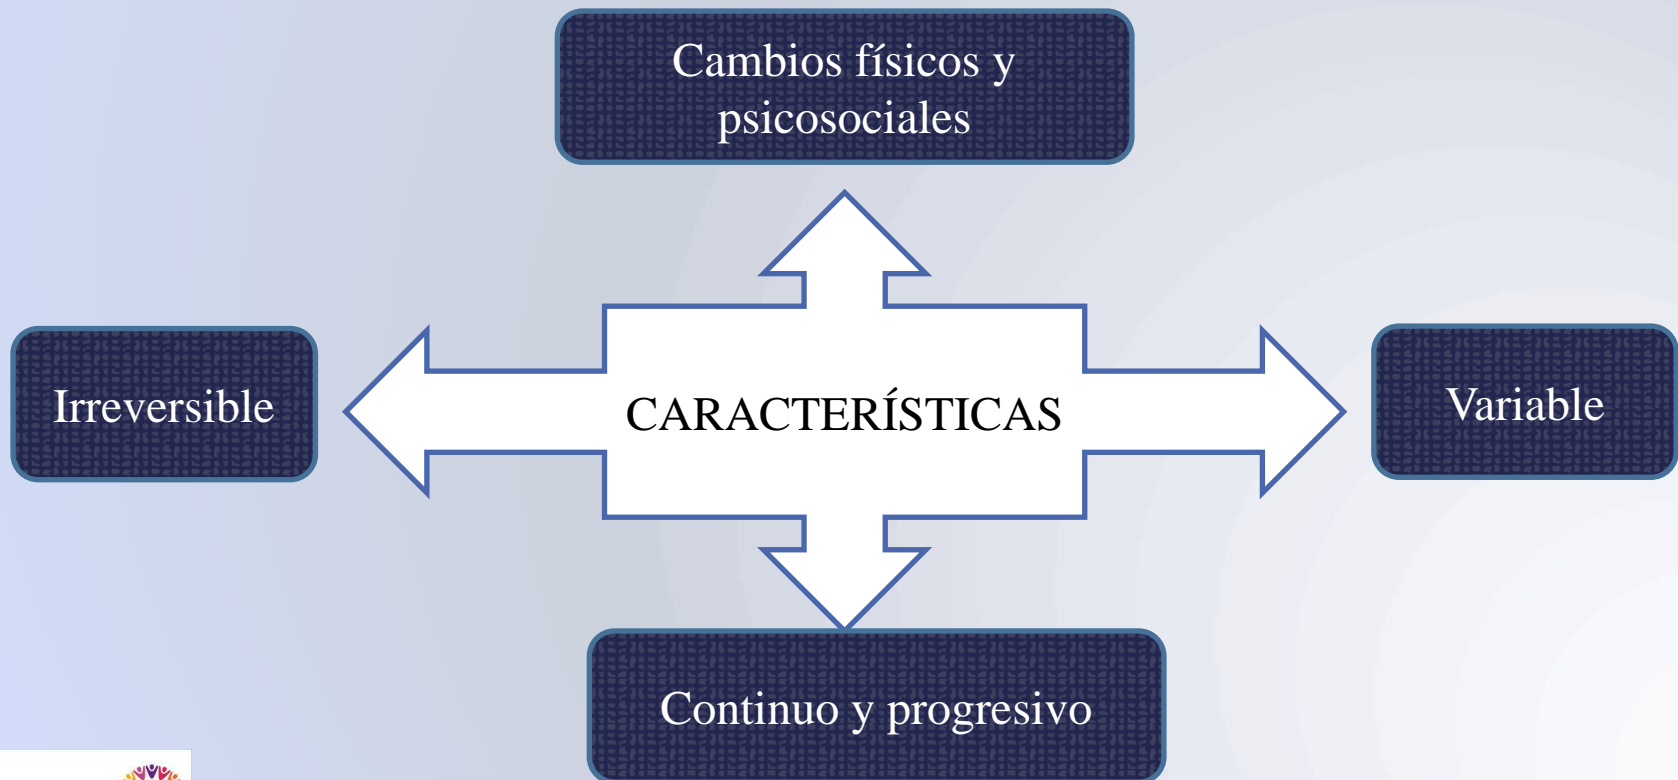 Cambios físicos y
psicosociales
Irreversible
CARACTERÍSTICAS
Variable
Continuo y progresivo